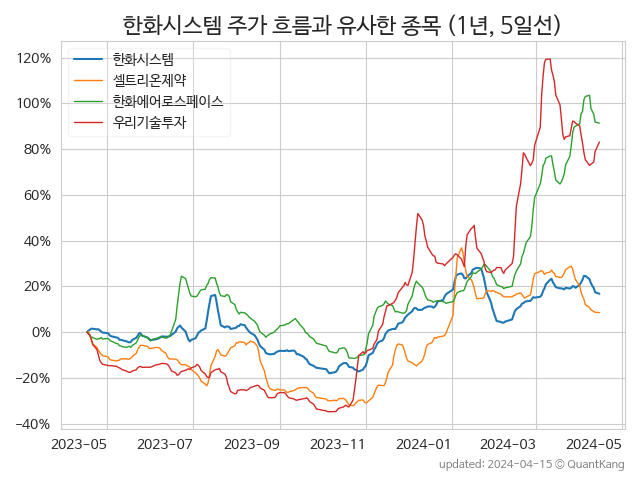 한화시스템 주가 흐름과 유사한 종목 (1년, 5일선)
한화시스템
셀트리온제약
한화에어로스페이스
우리기술투자
120%
100%
80%
60%
40%
20%
0%
−20%
−40%
2023-05 2023-07 2023-09 2023-11 2024-01 2024-03 2024-05
updated: 2024-04-15 © QuantKang